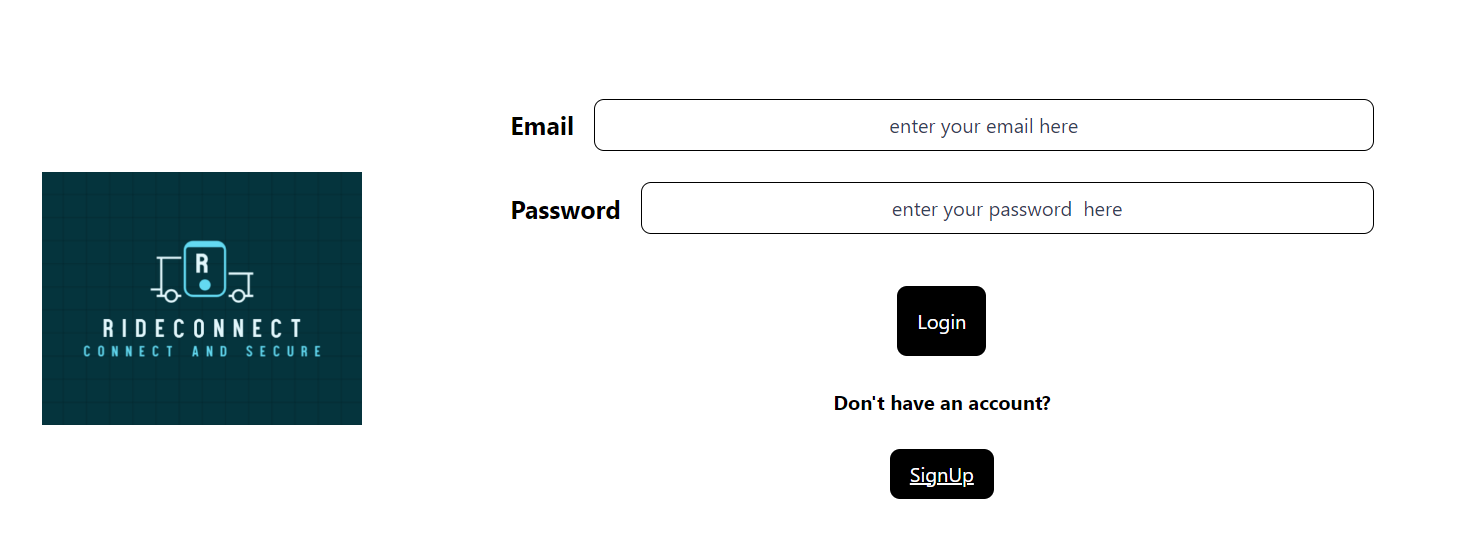 Email
enter your email here
Password
enter your password  here
R
RIDECONNECT
CONNECT AND SECURE
Login
Don't have an account?
SignUp